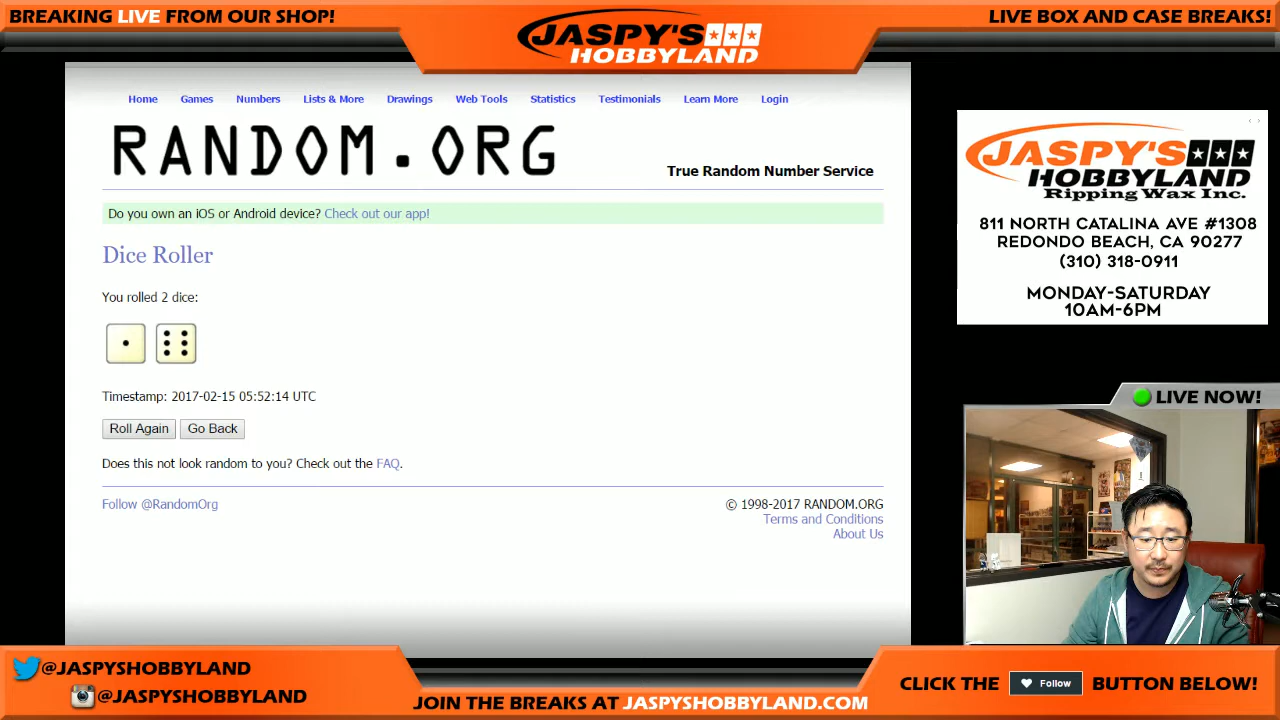 BREAKING LIVE FROM OUR SHOP!
JASPY'S
HOBBYLAND
LIVE BOX AND CASE BREAKS!
Home Games Numbers Lists & More Drawings Web Tools Statistics Testimonials Learn More Login
RANDOM.ORG
True Random Number Service
Do you own an iOS or Android device? Check out our app!
Dice Roller
You rolled 2 dice:
Timestamp: 2017-02-15 05:52:14 UTC
Roll Again Go Back
Does this not look random to you? Check out the FAQ.
Follow @RandomOrg
© 1998-2017 RANDOM.ORG
Terms and Conditions
About Us
JASPY'S
HOBBYLAND
Ripping Wax Inc.
811 NORTH CATALINA AVE #1308
REDONDO BEACH, CA 90277
(310) 318-0911
MONDAY-SATURDAY
10AM-6PM
LIVE NOW!
@JASPYSHOBBYLAND
@JASPYSHOBBYLAND
JOIN THE BREAKS AT JASPYSHOBBYLAND.COM
CLICK THE Follow BUTTON BELOW!